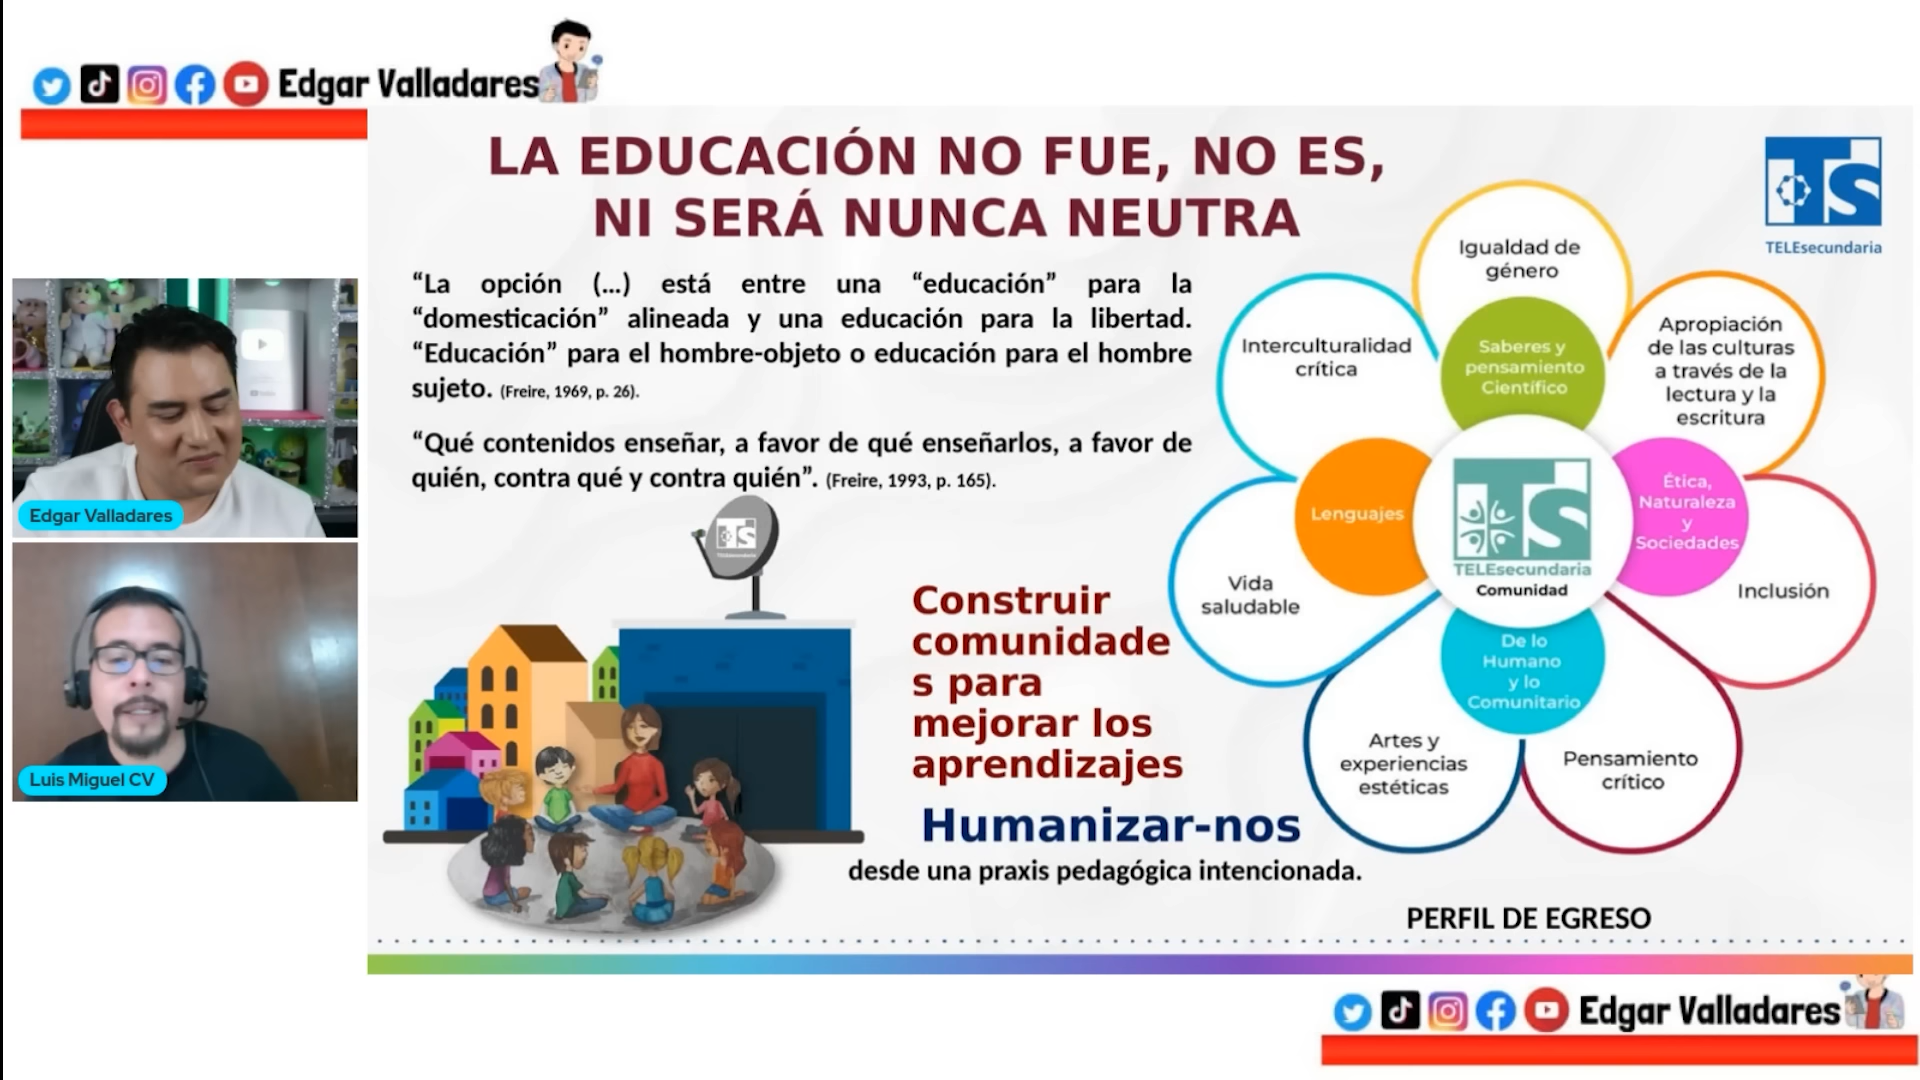 Edgar Valladares
LA EDUCACIÓN NO FUE, NO ES,
NI SERÁ NUNCA NEUTRA
“La opción (...) está entre una “educación” para la
“domesticación” alineada y una educación para la libertad.
“Educación” para el hombre-objeto o educación para el hombre
sujeto. (Freire, 1969, p. 26).
“Qué contenidos enseñar, a favor de qué enseñarlos, a favor de
quién, contra qué y contra quién”. (Freire, 1993, p. 165).
Edgar Valladares
Luis Miguel CV
TS
Construir
comunidade
s para
mejorar los
aprendizajes
Humanizar-nos
desde una praxis pedagógica intencionada.
TS
TELEsecundaria
Igualdad de
género
Interculturalidad
crítica
Saberes y
pensamiento
Científico
Apropiación
de las culturas
a través de la
lectura y la
escritura
Lenguajes
TS
TELEsecundaria
Comunidad
Ética,
Naturaleza
y
Sociedades
Vida
saludable
Inclusión
De lo
Humano
y lo
Comunitario
Artes y
experiencias
estéticas
Pensamiento
crítico
PERFIL DE EGRESO
Edgar Valladares